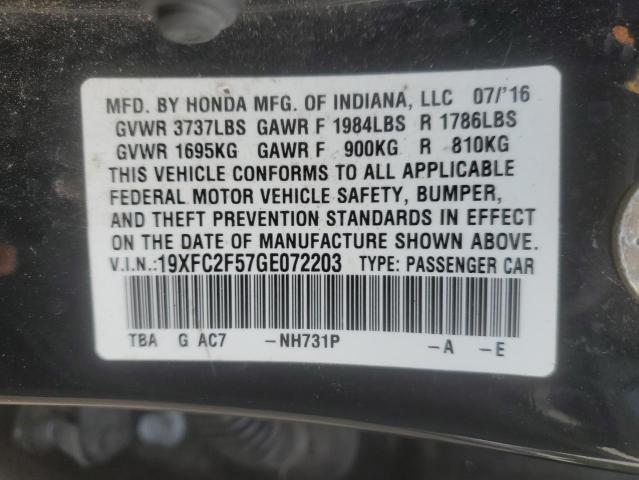 MFD. BY HONDA MFG. OF INDIANA, LLC 07/'16
GVWR 3737LBS GAWR F 1984LBS R 1786LBS
GVWR 1695KG GAWR F 900KG R 810KG
THIS VEHICLE CONFORMS TO ALL APPLICABLE
FEDERAL MOTOR VEHICLE SAFETY, BUMPER,
AND THEFT PREVENTION STANDARDS IN EFFECT
ON THE DATE OF MANUFACTURE SHOWN ABOVE.
V.I.N.:19XFC2F57GE072203 TYPE: PASSENGER CAR
TBA G AC7 -NH731P -A -E